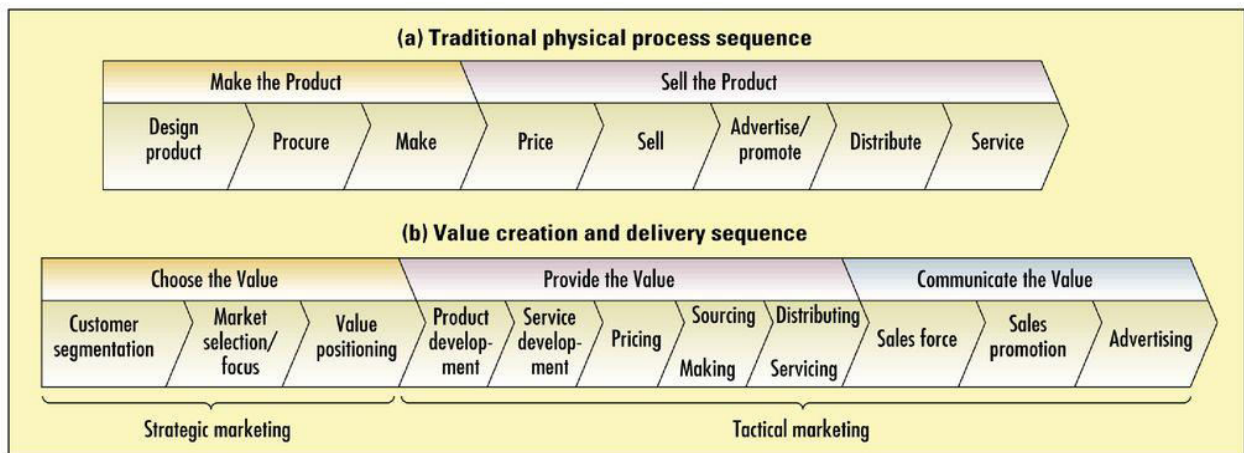 (a) Traditional physical process sequence
Make the Product
Sell the Product
Design
product
Procure
Make
Price
Sell
Advertise/
promote
Distribute
Service
(b) Value creation and delivery sequence
Choose the Value
Provide the Value
Communicate the Value
Customer
segmentation
Market
selection/
focus
Value
positioning
Product
develop-
ment
Service
develop-
ment
Pricing
Sourcing
Making
Distributing
Servicing
Sales force
Sales
promotion
Advertising
Strategic marketing
Tactical marketing